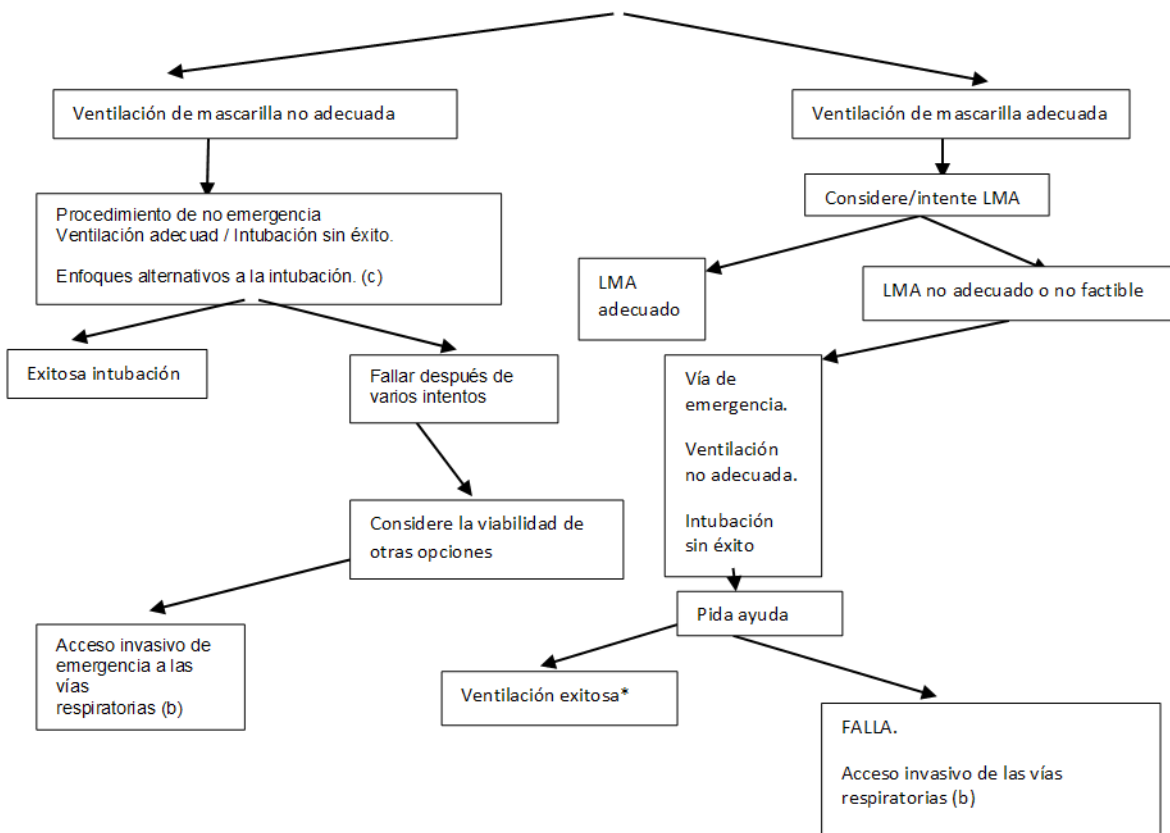 Ventilación de mascarilla no adecuada
Ventilación de mascarilla adecuada
Procedimiento de no emergencia
Ventilación adecuad / Intubación sin éxito.
Enfoques alternativos a la intubación. (c)
Considere/intente LMA
LMA
adecuado
LMA no adecuado o no factible
Exitosa intubación
Fallar después de
varios intentos
Vía de
emergencia.
Ventilación
no adecuada.
Intubación
sin éxito
Considere la viabilidad de
otras opciones
Pida ayuda
Acceso invasivo de
emergencia a las
vías
respiratorias (b)
Ventilación exitosa*
FALLA.
Acceso invasivo de las vías
respiratorias (b)